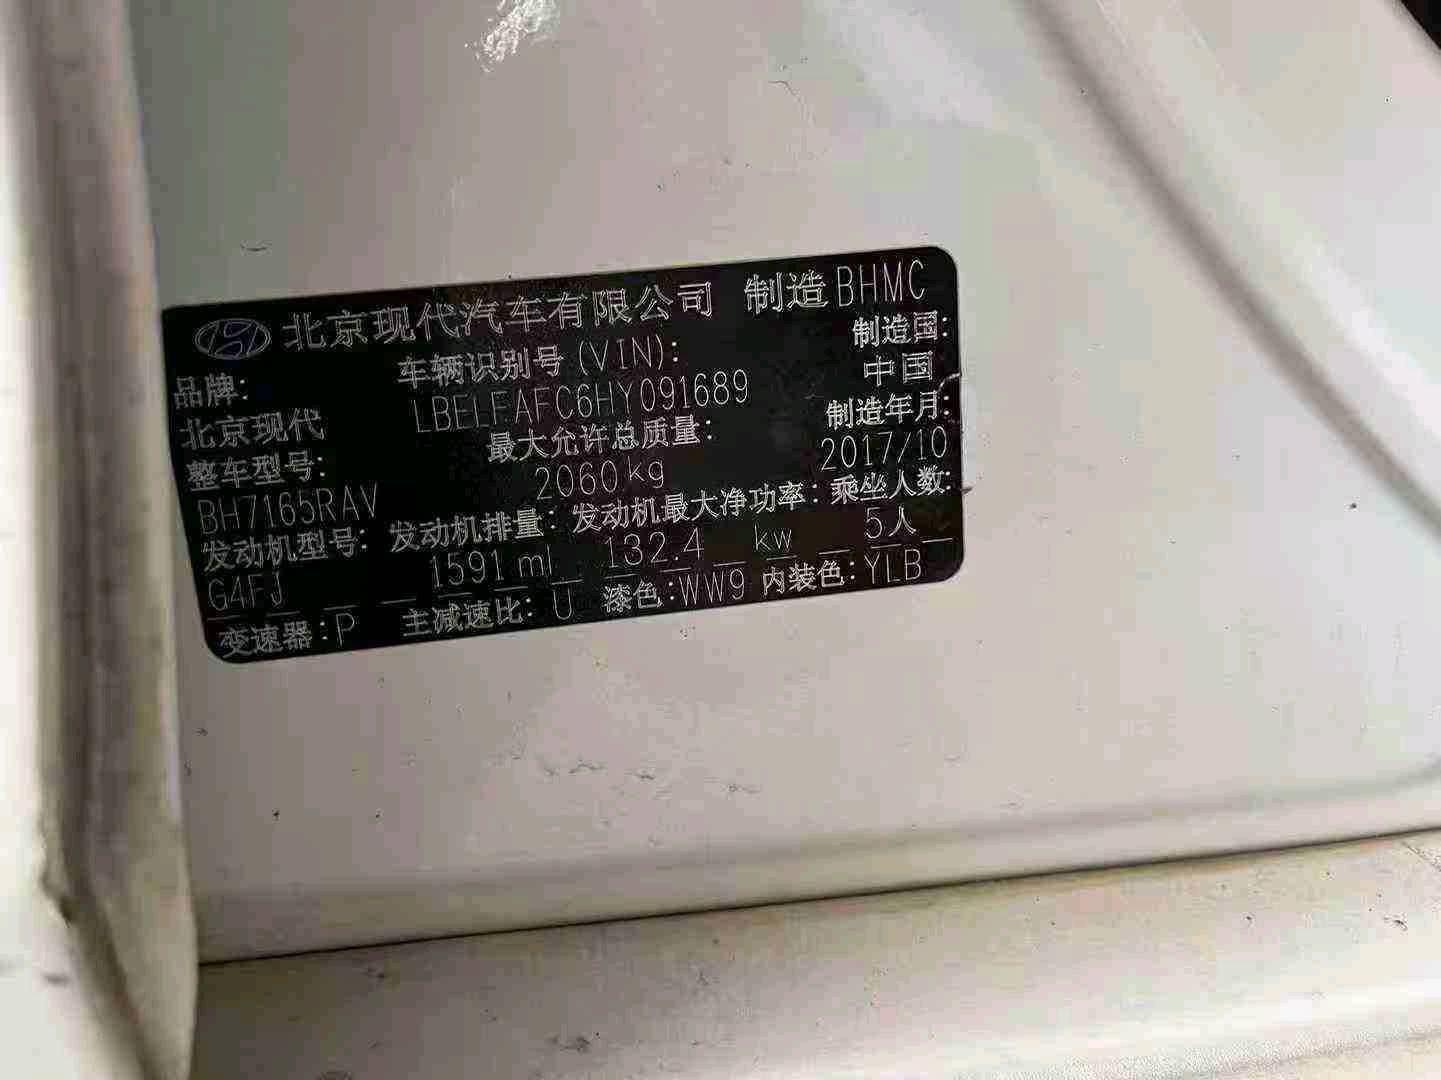 北京现代汽车有限公司 制造 BHMC
品牌: 车辆识别号(VIN): 制造国:
北京现代 LBELFAFC6HY091689 中国
整车型号: 最大允许总质量: 制造年月:
BH7165RAV 2060kg 2017/10
发动机型号: 发动机排量: 发动机最大净功率: 乘坐人数:
G4FJ 1591 ml 132.4 kw 5人
变速器:P 主减速比:U 漆色:WW9 内装色:YLB